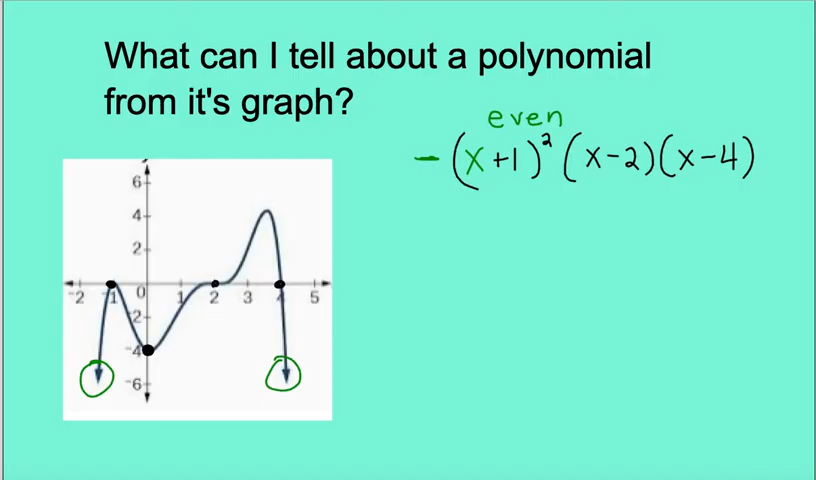 What can I tell about a polynomial
from it's graph?
even
-(x+1)²(x-2)(x-4)
6
4
2
-2 -1 0 1 2 3 4 5
-2
-4
-6